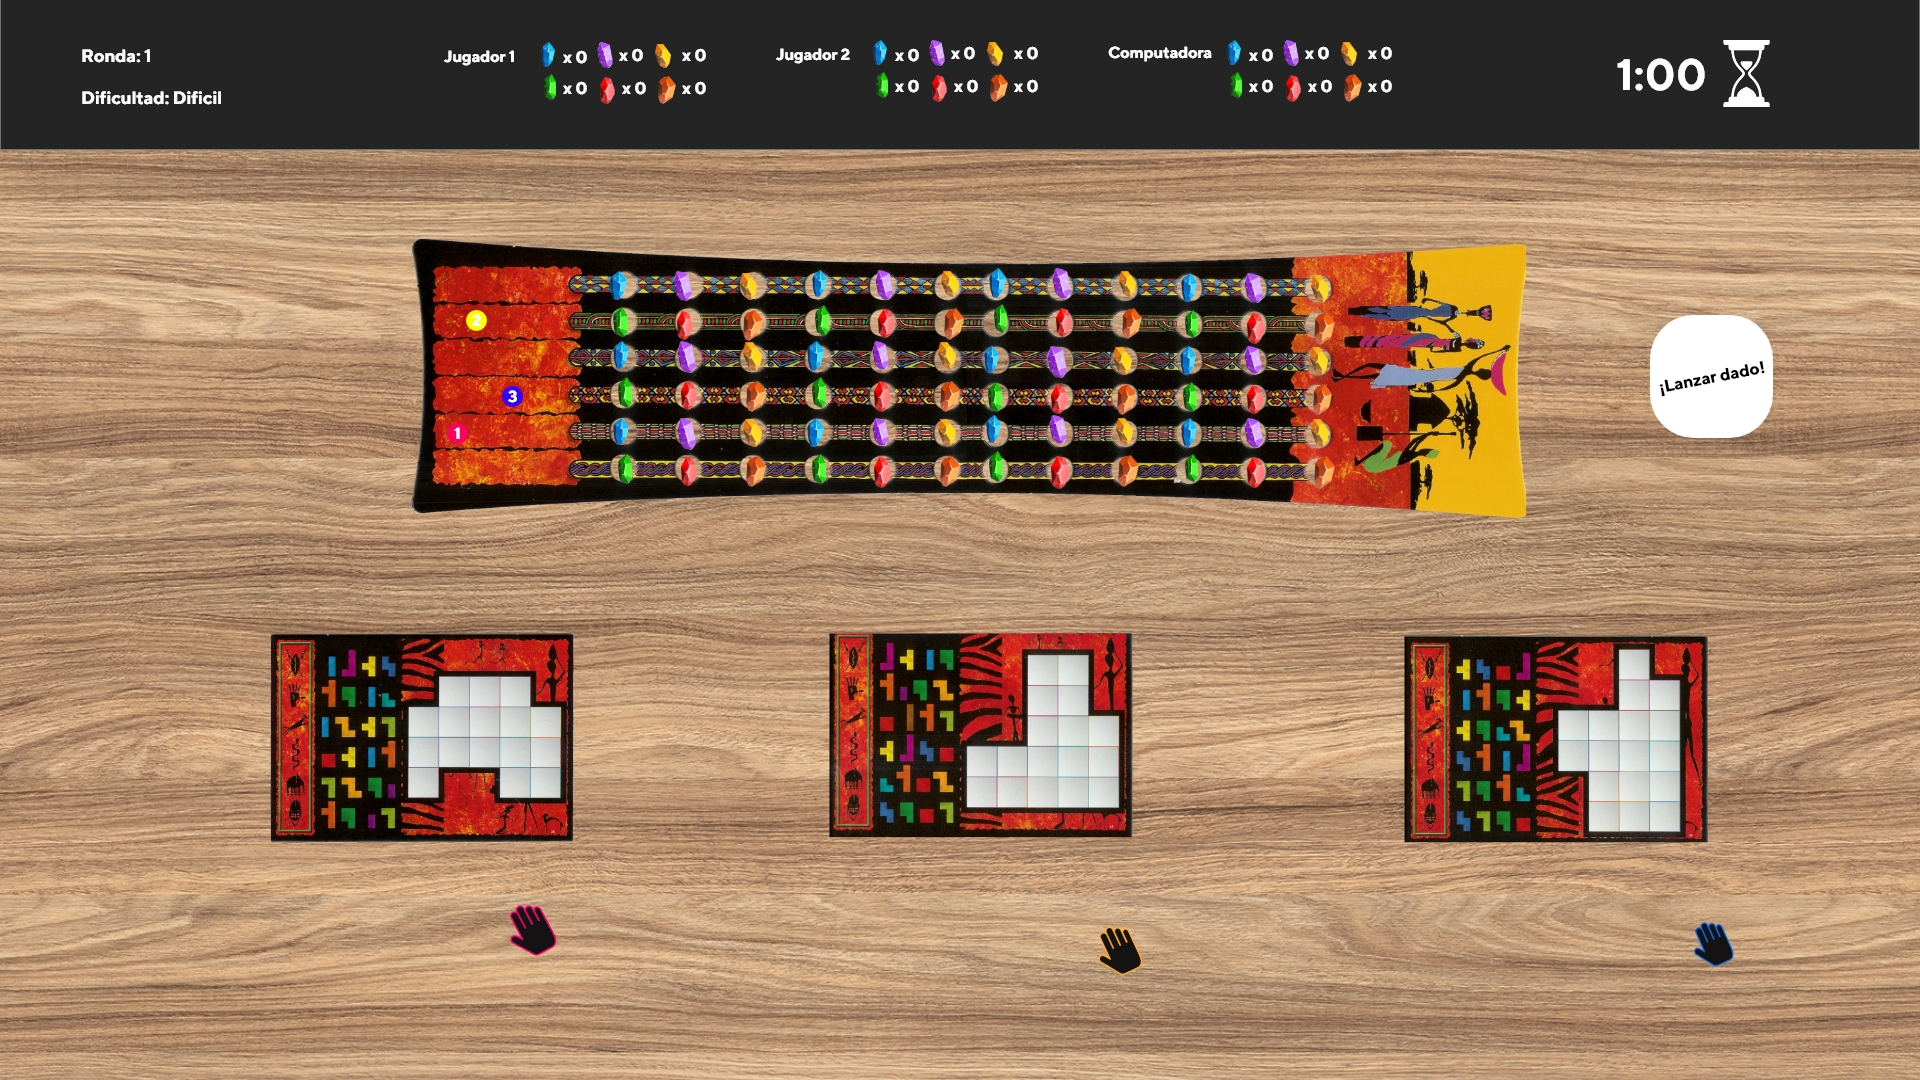 Ronda: 1
Dificultad: Dificil
Jugador 1 x 0 x 0 x 0
x 0 x 0 x 0
Jugador 2 x 0 x 0 x 0
x 0 x 0 x 0
Computadora x 0 x 0 x 0
x 0 x 0 x 0
1:00
2
3
1
¡Lanzar dado!